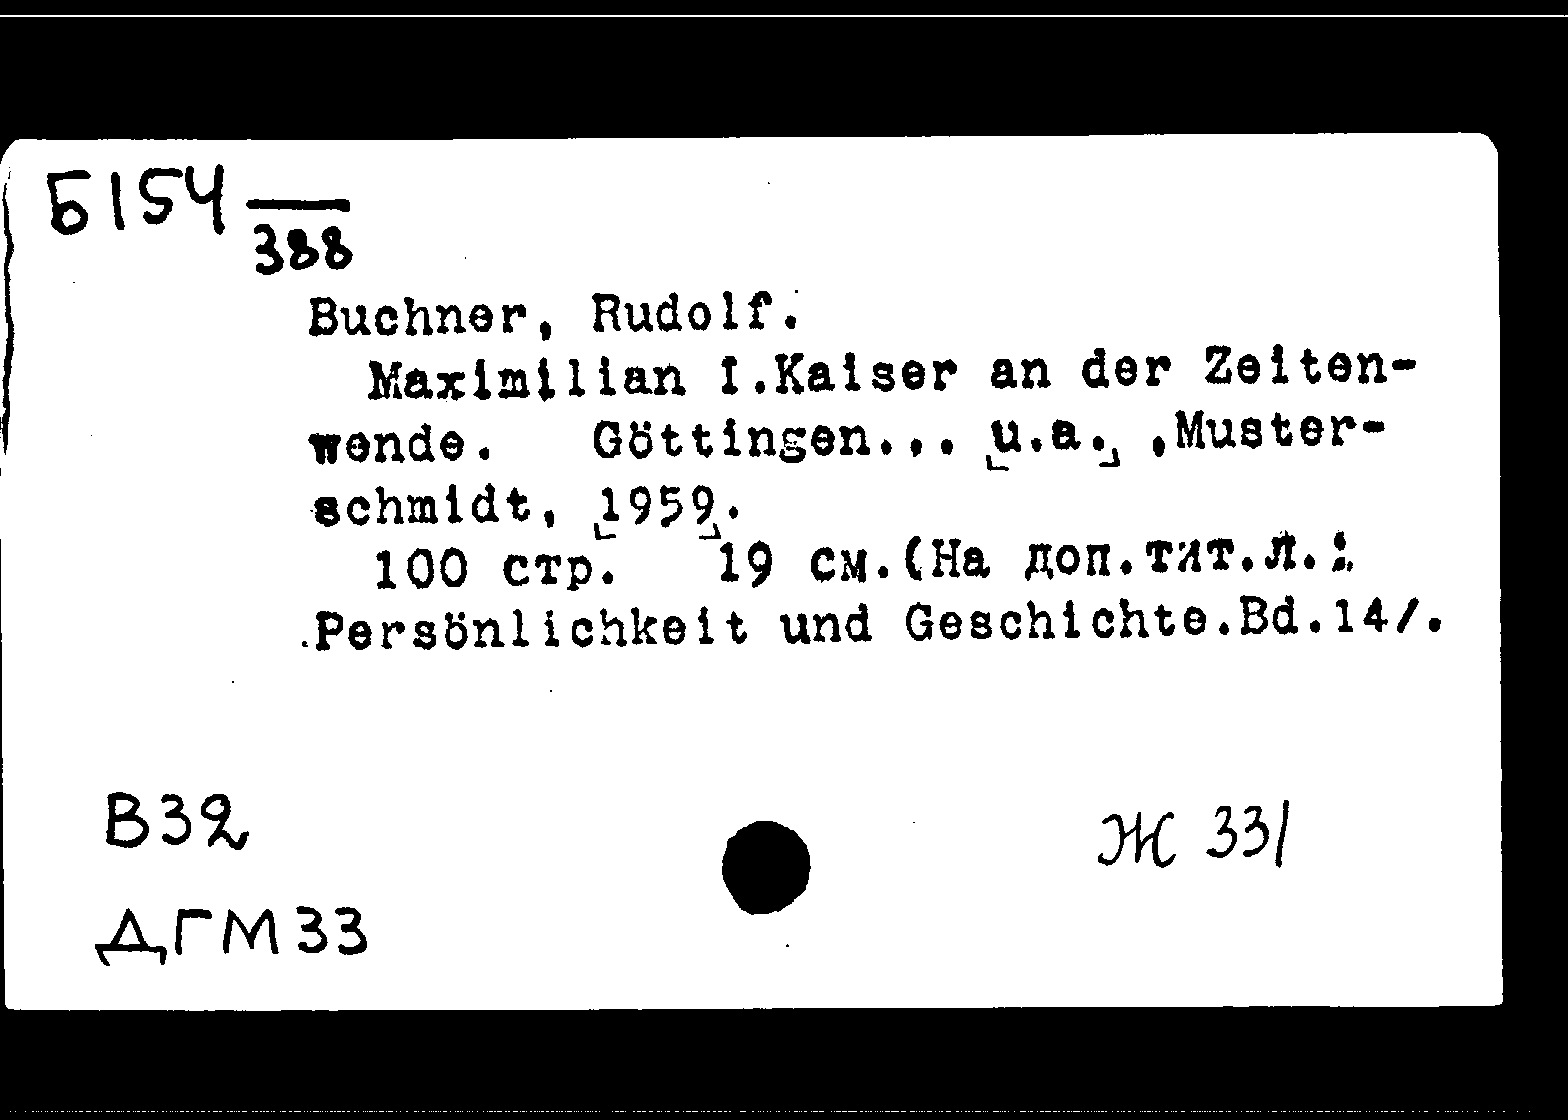 Б154
388
Buchner, Rudolf.
Maximilian I.Kaiser an der Zeiten-
wende. Göttingen... u.a. ,Muster-
schmidt, 1959.
100 стр. 19 см.(На доп.тит.л.:
Persönlichkeit und Geschichte.Bd.14/.
В32
Ж 331
ДГМ33